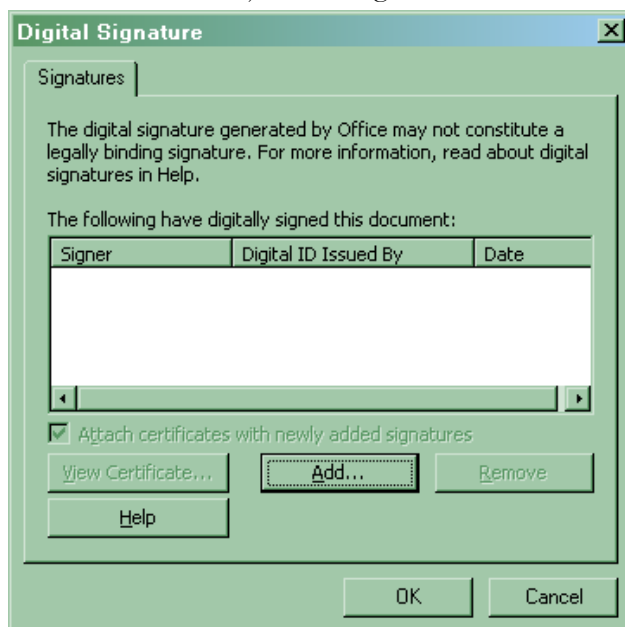 Digital Signature
Signatures
The digital signature generated by Office may not constitute a
legally binding signature. For more information, read about digital
signatures in Help.
The following have digitally signed this document:
Signer Digital ID Issued By Date
Attach certificates with newly added signatures
View Certificate... Add... Remove
Help
OK Cancel